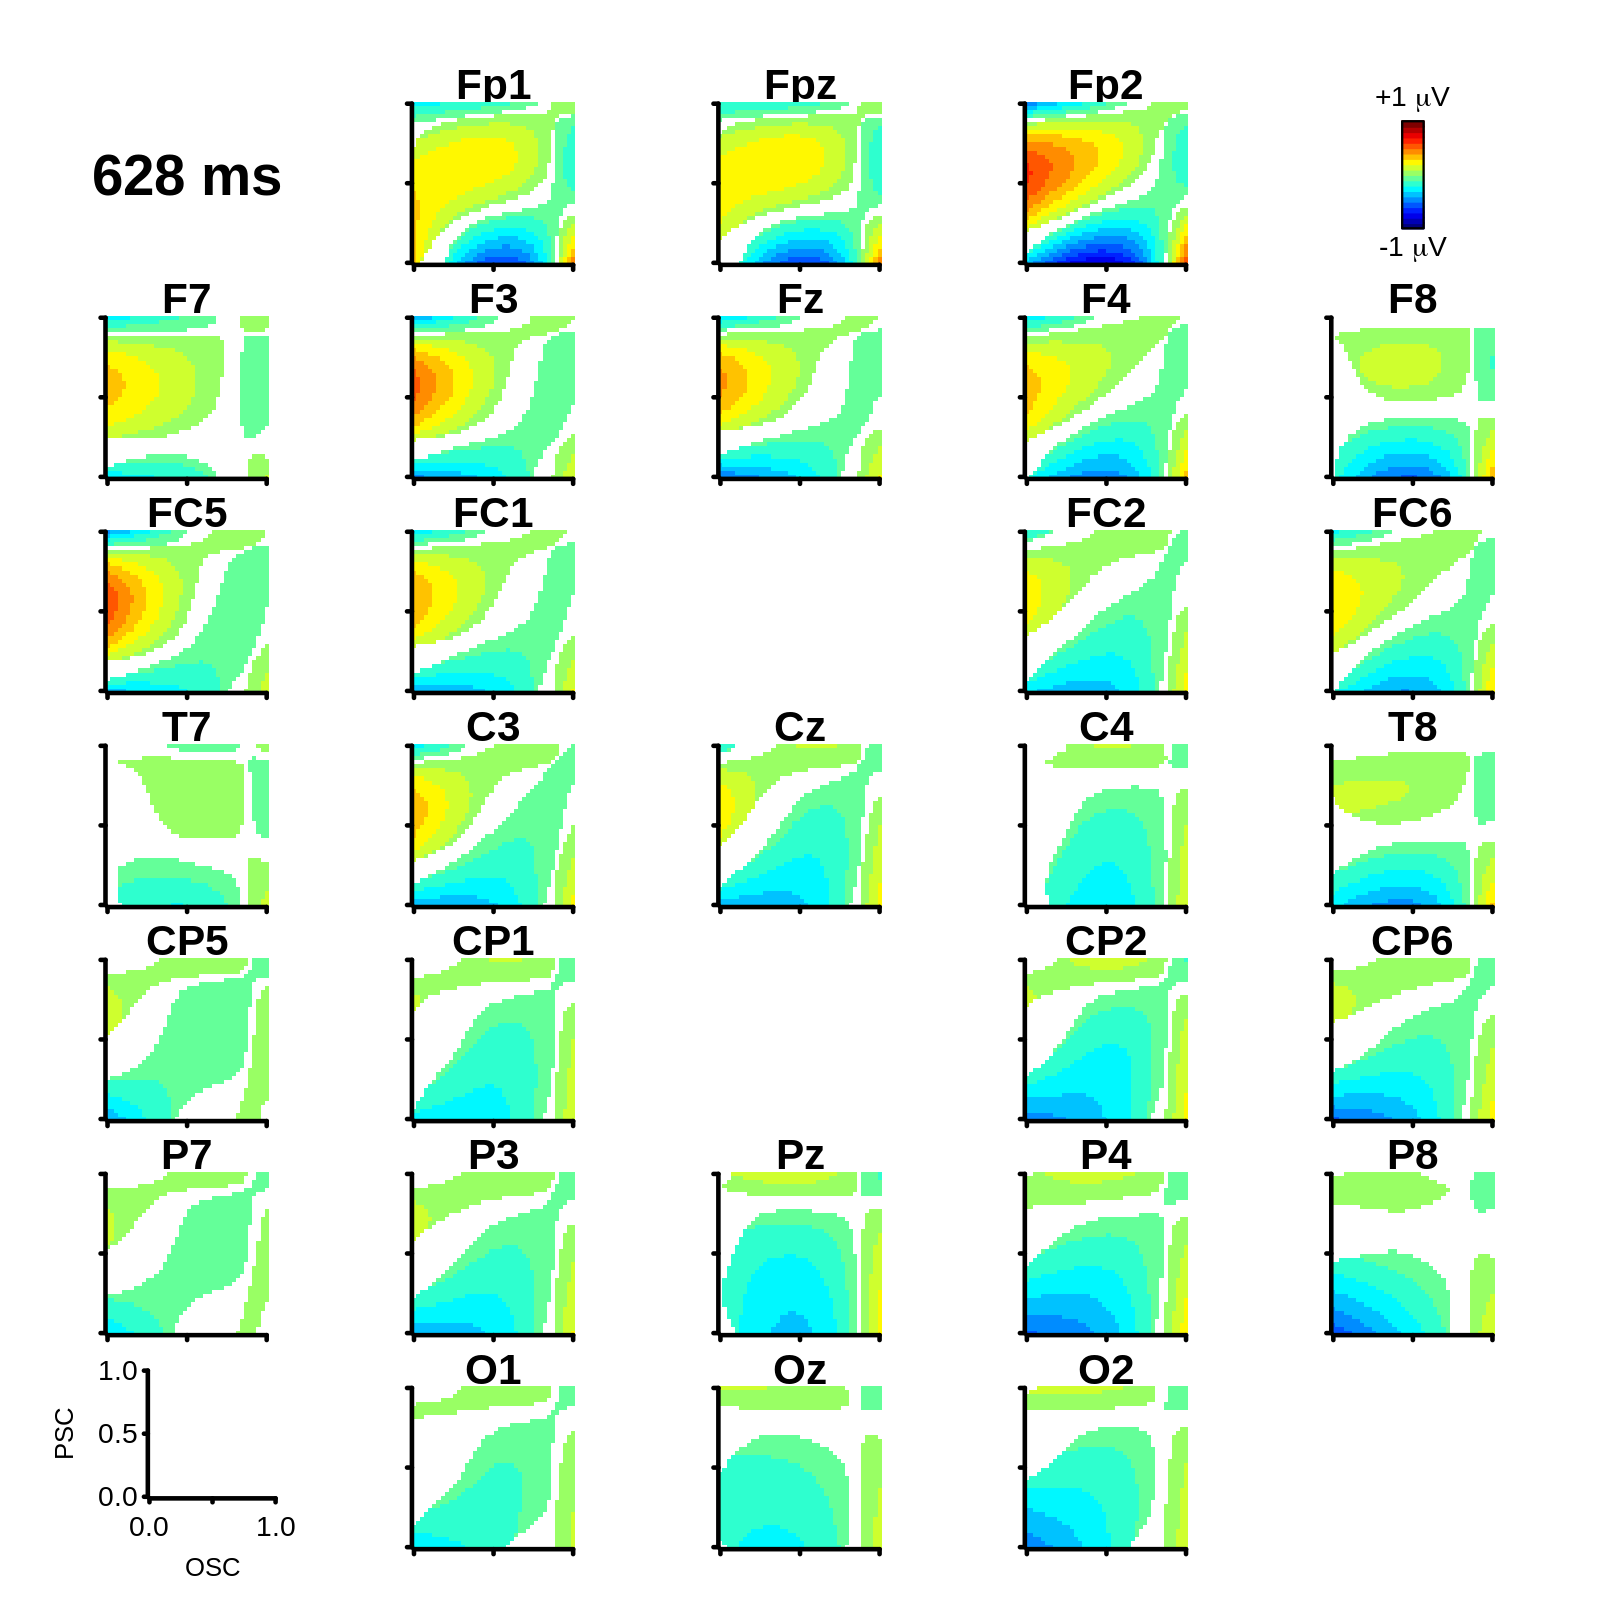 Fp1 Fpz Fp2
+1 μV
628 ms
-1 μV
F7 F3 Fz F4 F8
FC5 FC1 FC2 FC6
T7 C3 Cz C4 T8
CP5 CP1 CP2 CP6
P7 P3 Pz P4 P8
O1 Oz O2
1.0
PSC
0.5
0.0
0.0 1.0
OSC